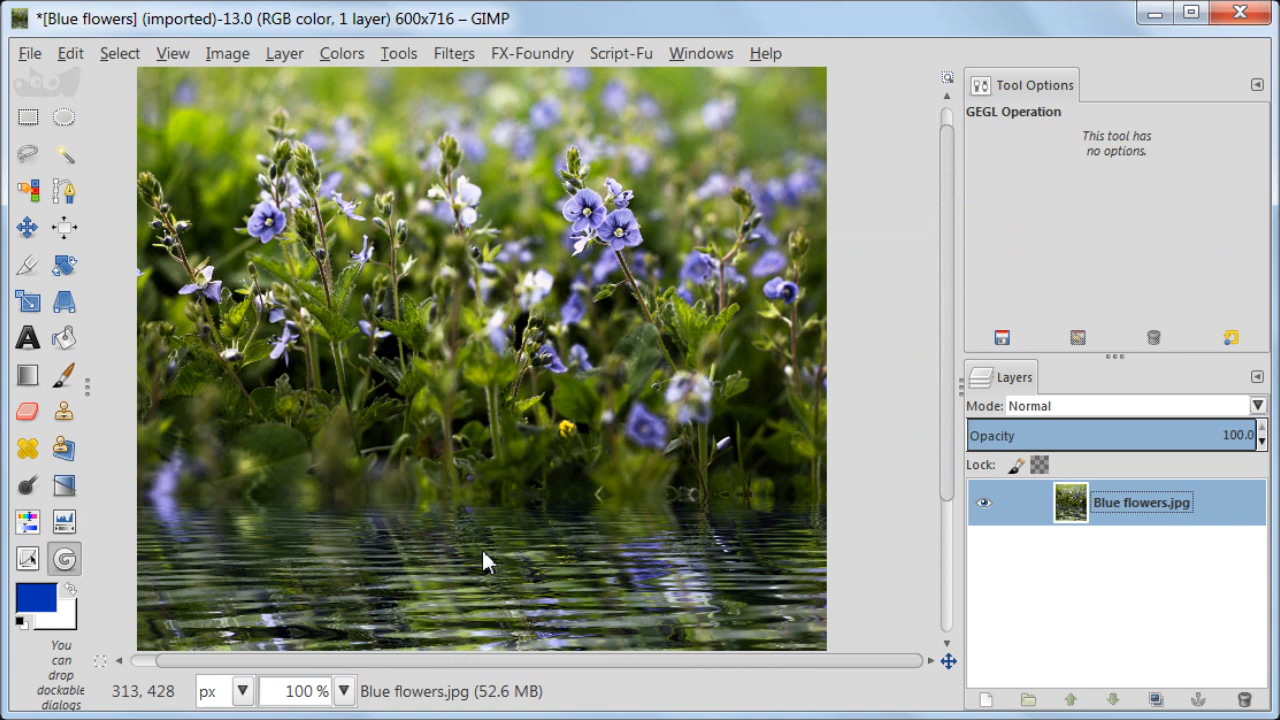 *[Blue flowers] (imported)-13.0 (RGB color, 1 layer) 600x716 – GIMP
File Edit Select View Image Layer Colors Tools Filters FX-Foundry Script-Fu Windows Help
Tool Options
GEGL Operation
This tool has
no options.
Layers
Mode: Normal
Opacity 100.0
Lock:
Blue flowers.jpg
You
can
drop
dockable
dialogs
313, 428 px 100 % Blue flowers.jpg (52.6 MB)